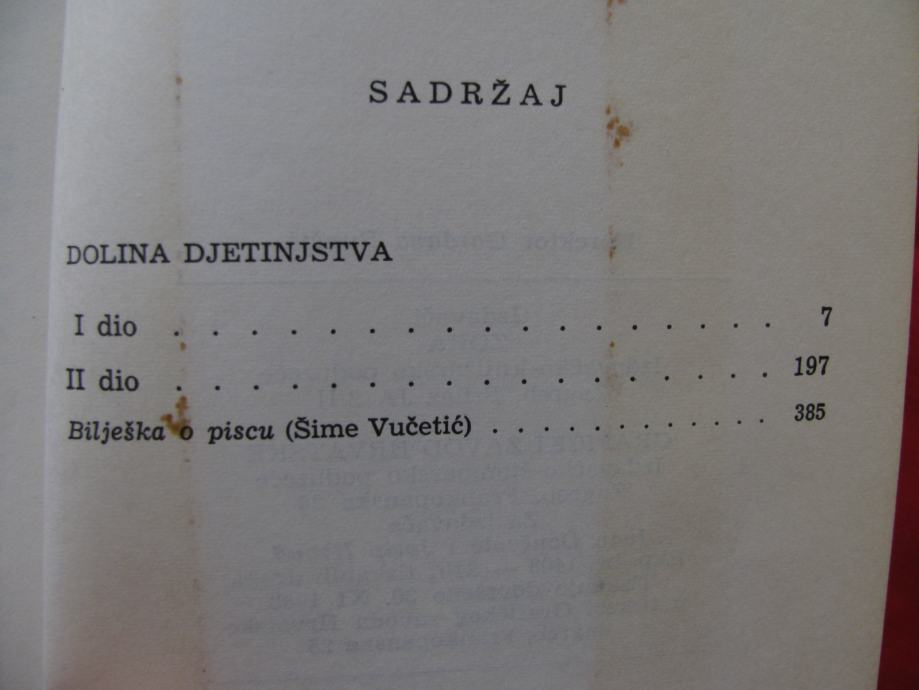 SADRŽAJ
DOLINA DJETINJSTVA
I dio . . . . . . . . . . . . . . . . 7
II dio . . . . . . . . . . . . . . . . 197
Bilješka o piscu (Šime Vučetić) . . . . . . . . . . . . 385